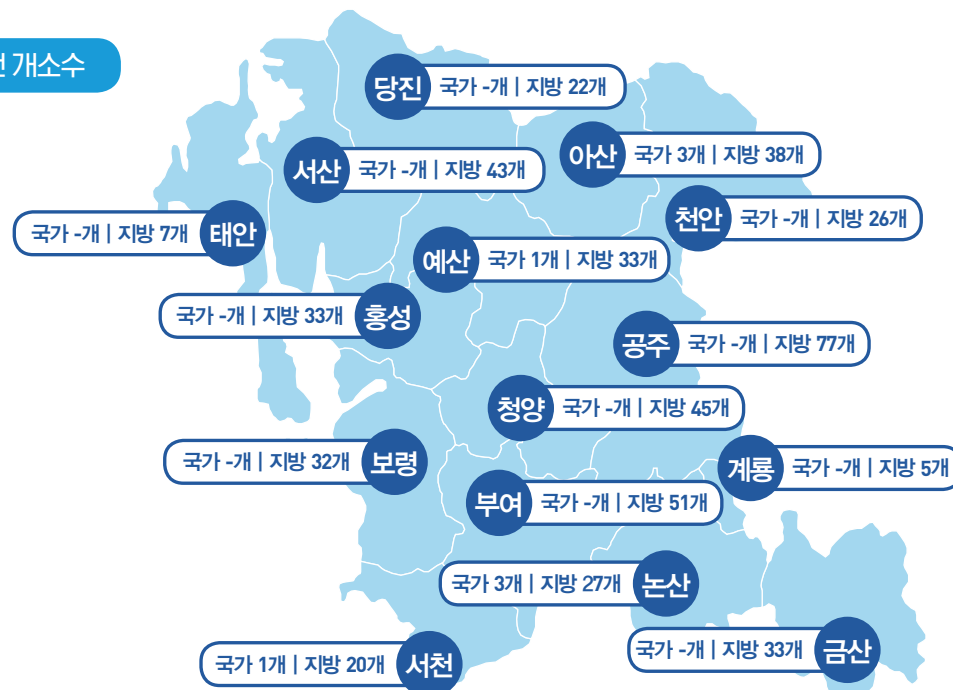 개소수
당진 국가 -개 | 지방 22개
아산 국가 3개 | 지방 38개
서산 국가 -개 | 지방 43개
천안 국가 -개 | 지방 26개
국가 -개 | 지방 7개 태안
예산 국가 1개 | 지방 33개
국가 -개 | 지방 33개 홍성
공주 국가 -개 | 지방 77개
청양 국가 -개 | 지방 45개
국가 -개 | 지방 32개 보령
계룡 국가 -개 | 지방 5개
부여 국가 -개 | 지방 51개
국가 3개 | 지방 27개 논산
국가 -개 | 지방 33개 금산
국가 1개 | 지방 20개 서천